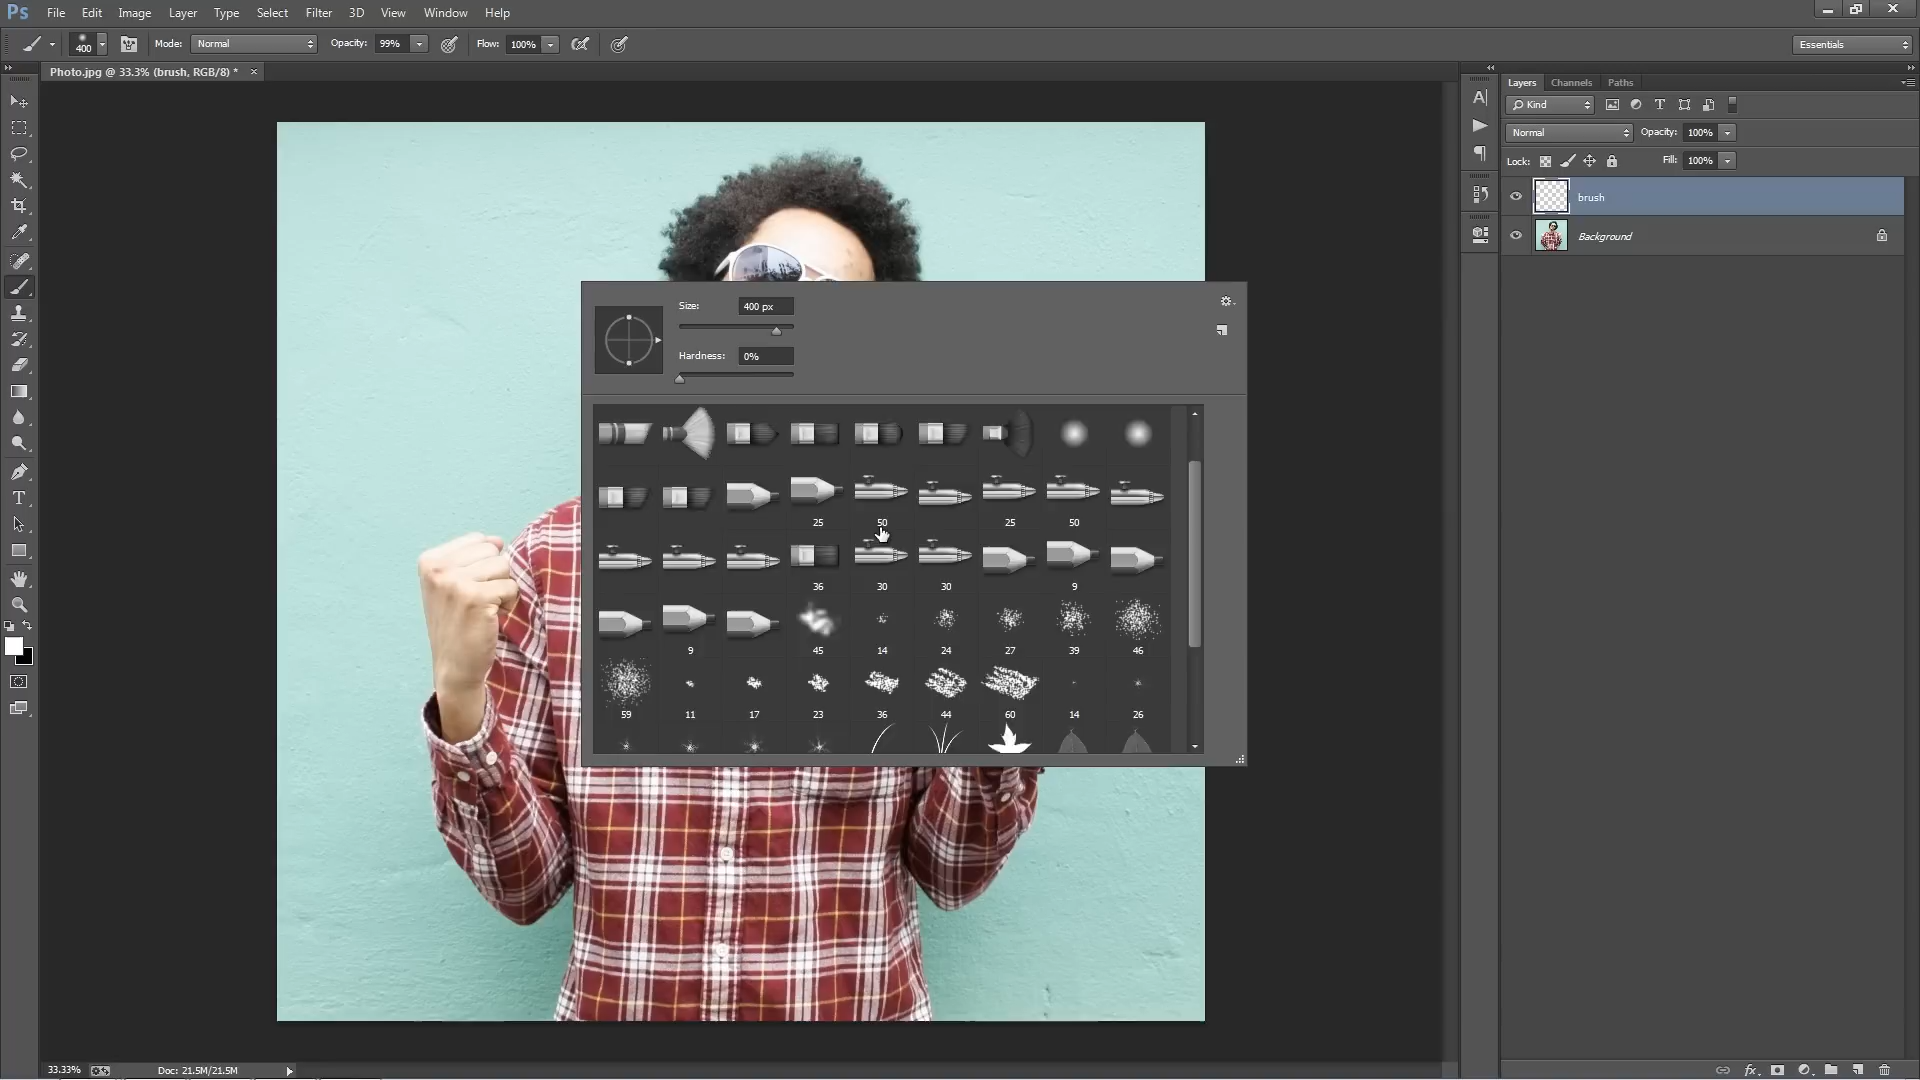 Ps File Edit Image Layer Type Select Filter 3D View Window Help
400 Mode: Normal Opacity: 99% Flow: 100% Essentials
Photo.jpg @ 33.3% (brush, RGB/8) * ×
Layers Channels Paths
Kind
Normal Opacity: 100%
Lock: Fill: 100%
brush
Background
Size: 400 px
Hardness: 0%
25 50 25 50
36 30 30 9
9 45 14 24 27 39 46
59 11 17 23 36 44 60 14 26
33.33% Doc: 21.5M/21.5M